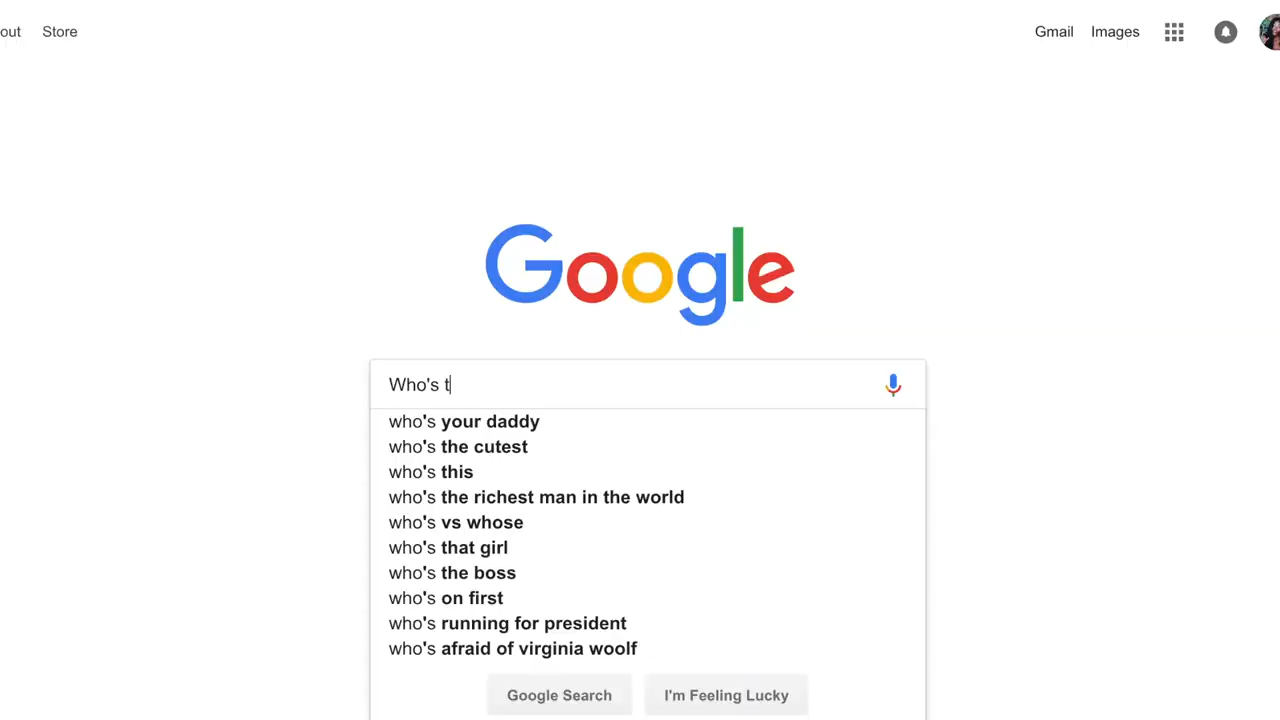 out Store Gmail Images
Google
Who's t
who's your daddy
who's the cutest
who's this
who's the richest man in the world
who's vs whose
who's that girl
who's the boss
who's on first
who's running for president
who's afraid of virginia woolf
Google Search I'm Feeling Lucky